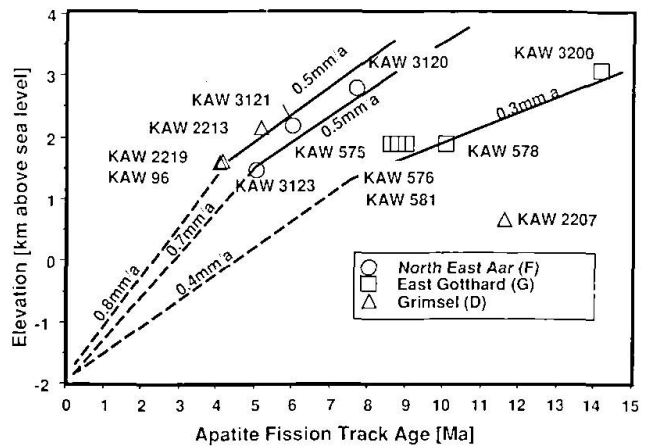 4
3
2
1
0
-1
-2
Elevation [km above sea level]
KAW 3200
KAW 3120
0.5mm/a
KAW 3121
KAW 2213
0.5mm a
0.3mm/a
KAW 2219
KAW 96
KAW 575
KAW 578
KAW 3123
KAW 576
KAW 581
KAW 2207
0.8mm/a
0.7mm/a
0.4mm/a
North East Aar (F)
East Gotthard (G)
Grimsel (D)
0 1 2 3 4 5 6 7 8 9 10 11 12 13 14 15
Apatite Fission Track Age [Ma]